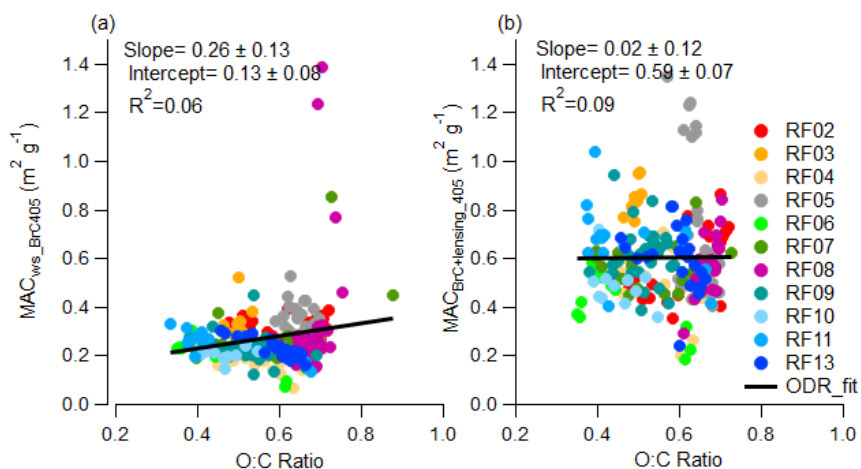 (a)
Slope= 0.26 ± 0.13
Intercept= 0.13 ± 0.08
R²=0.06
MAC_ws_BrC405 (m² g⁻¹)
1.4
1.2
1.0
0.8
0.6
0.4
0.2
0.0
0.2 0.4 0.6 0.8 1.0
O:C Ratio
(b)
Slope= 0.02 ± 0.12
Intercept= 0.59 ± 0.07
R²=0.09
MAC_BrC+lensing_405 (m² g⁻¹)
1.4
1.2
1.0
0.8
0.6
0.4
0.2
0.0
0.2 0.4 0.6 0.8 1.0
O:C Ratio
RF02
RF03
RF04
RF05
RF06
RF07
RF08
RF09
RF10
RF11
RF13
ODR_fit